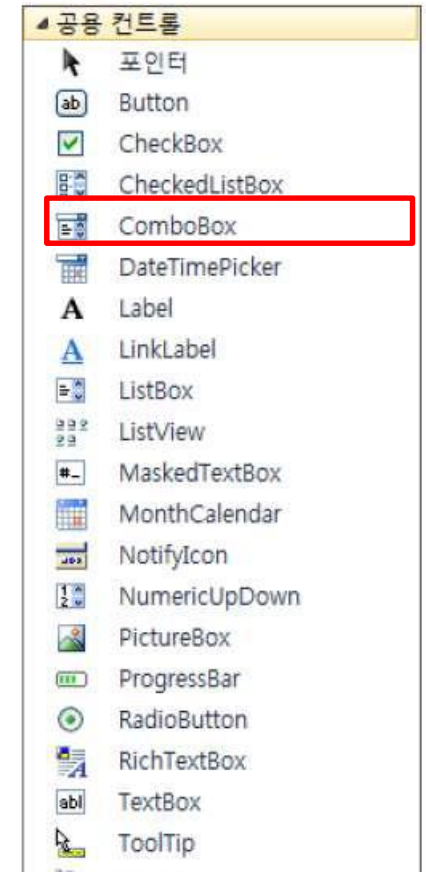 공용 컨트롤
포인터
Button
CheckBox
CheckedListBox
ComboBox
DateTimePicker
Label
LinkLabel
ListBox
ListView
MaskedTextBox
MonthCalendar
NotifyIcon
NumericUpDown
PictureBox
ProgressBar
RadioButton
RichTextBox
TextBox
ToolTip